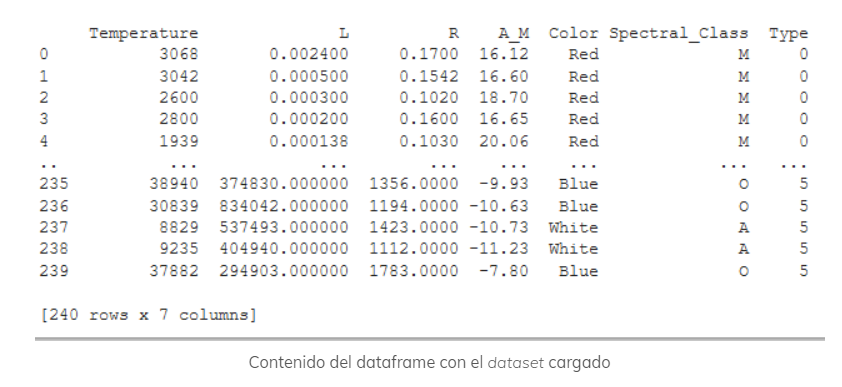 Temperature L R A_M Color Spectral_Class Type
0 3068 0.002400 0.1700 16.12 Red M 0
1 3042 0.000500 0.1542 16.60 Red M 0
2 2600 0.000300 0.1020 18.70 Red M 0
3 2800 0.000200 0.1600 16.65 Red M 0
4 1939 0.000138 0.1030 20.06 Red M 0
.. ... ... ... ... ... ... ...
235 38940 374830.000000 1356.0000 -9.93 Blue O 5
236 30839 834042.000000 1194.0000 -10.63 Blue O 5
237 8829 537493.000000 1423.0000 -10.73 White A 5
238 9235 404940.000000 1112.0000 -11.23 White A 5
239 37882 294903.000000 1783.0000 -7.80 Blue O 5
[240 rows x 7 columns]
Contenido del dataframe con el dataset cargado